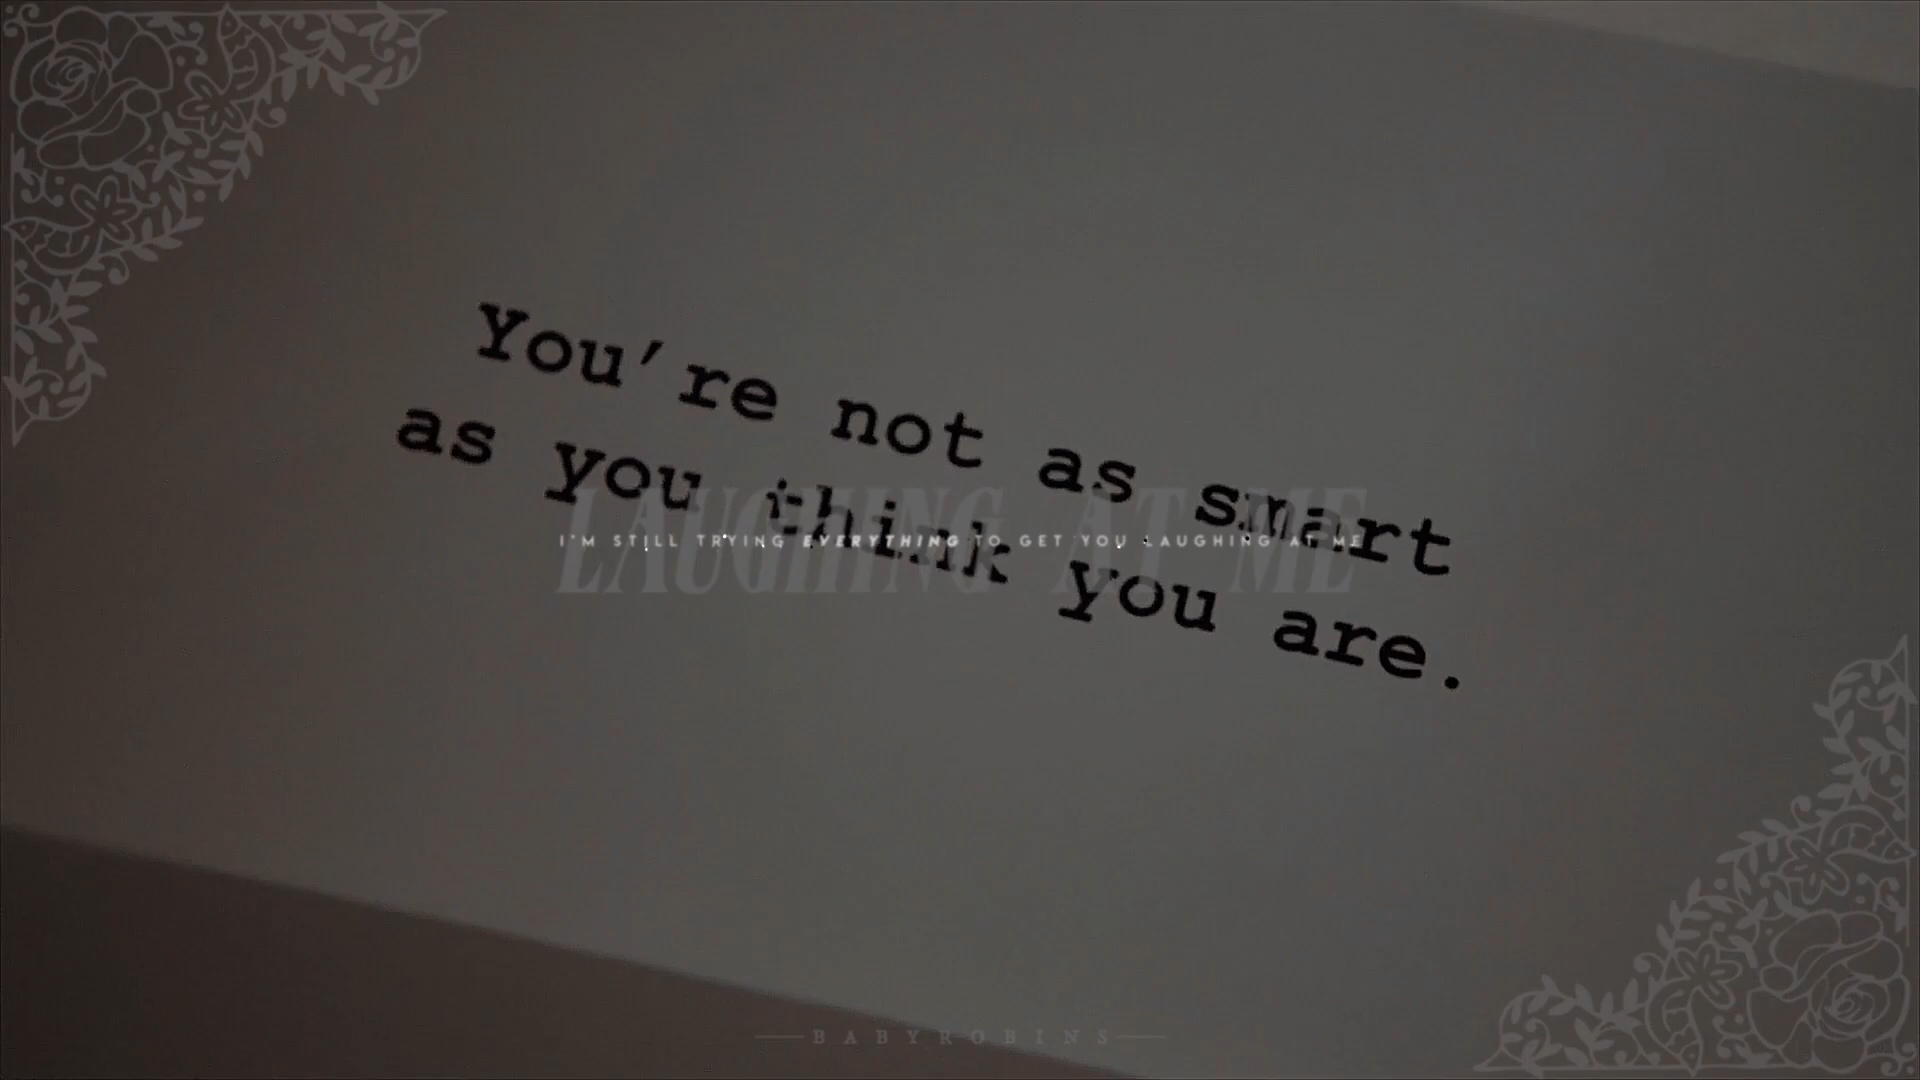 You're not as smart
as you think you are.
LAUGHING AT ME
I'M STILL TRYING EVERYTHING TO GET YOU LAUGHING AT ME
BABYROBINS